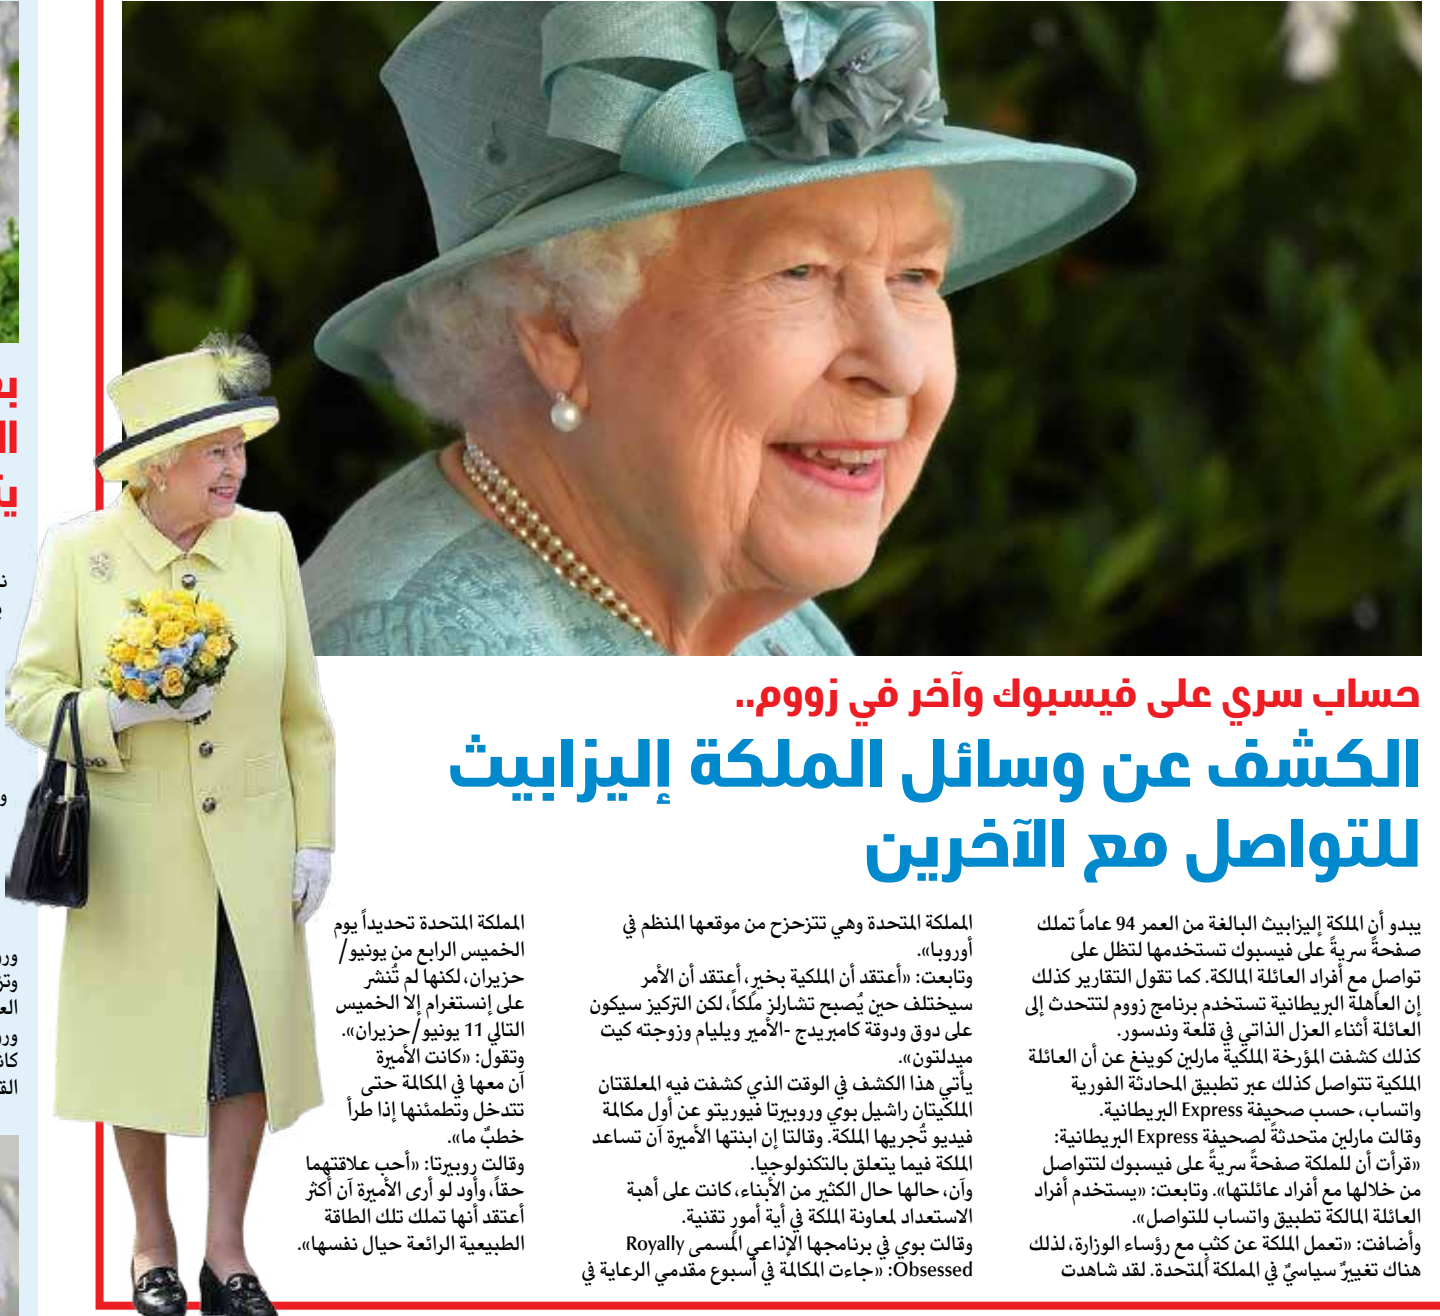 حساب سري على فيسبوك وآخر في زووم..
الكشف عن وسائل الملكة إليزابيث
للتواصل مع الآخرين
يبدو أن الملكة إليزابيث البالغة من العمر 94 عاماً تملك
صفحةً سريةً على فيسبوك تستخدمها لتظل على
تواصلٍ مع أفراد العائلة المالكة. كما تقول التقارير كذلك
إن العاهلة البريطانية تستخدم برنامج زووم لتتحدث إلى
العائلة أثناء العزل الذاتي في قلعة وندسور.
كذلك كشفت المؤرخة الملكية مارلين كوينغ عن أن العائلة
الملكية تتواصل كذلك عبر تطبيق المحادثة الفورية
واتساب، حسب صحيفة Express البريطانية.
وقالت مارلين متحدثةً لصحيفة Express البريطانية:
«قرأت أن للملكة صفحةً سريةً على فيسبوك لتتواصل
من خلالها مع أفراد عائلتها». وتابعت: «يستخدم أفراد
العائلة المالكة تطبيق واتساب للتواصل».
وأضافت: «تعمل الملكة عن كثبٍ مع رؤساء الوزارة، لذلك
هناك تغييرٌ سياسيٌ في المملكة المتحدة. لقد شاهدت
المملكة المتحدة وهي تتزحزح من موقعها المنظم في
أوروبا».
وتابعت: «أعتقد أن الملكية بخيرٍ، أعتقد أن الأمر
سيختلف حين يُصبح تشارلز ملكاً، لكن التركيز سيكون
على دوق ودوقة كامبريدج -الأمير ويليام وزوجته كيت
ميدلتون».
يأتي هذا الكشف في الوقت الذي كشفت فيه المعلقتان
الملكيتان راشيل بوي وروبيرتا فيوريتو عن أول مكالمة
فيديو تُجريها الملكة. وقالتا إن ابنتها الأميرة آن تساعد
الملكة فيما يتعلق بالتكنولوجيا.
وآن، حالها حال الكثير من الأبناء، كانت على أهبة
الاستعداد لمعاونة الملكة في أية أمورٍ تقنية.
وقالت بوي في برنامجها الإذاعي المسمى Royally
Obsessed: «جاءت المكالمة في أسبوع مقدمي الرعاية في
المملكة المتحدة تحديداً يوم
الخميس الرابع من يونيو/
حزيران، لكنها لم تُنشر
على إنستغرام إلا الخميس
التالي 11 يونيو/حزيران».
وتقول: «كانت الأميرة
آن معها في المكالمة حتى
تتدخل وتطمئنها إذا طرأ
خطبٌ ما».
وقالت روبيرتا: «أحب علاقتهما
حقاً، وأود لو أرى الأميرة آن أكثر
أعتقد أنها تملك تلك الطاقة
الطبيعية الرائعة حيال نفسها».